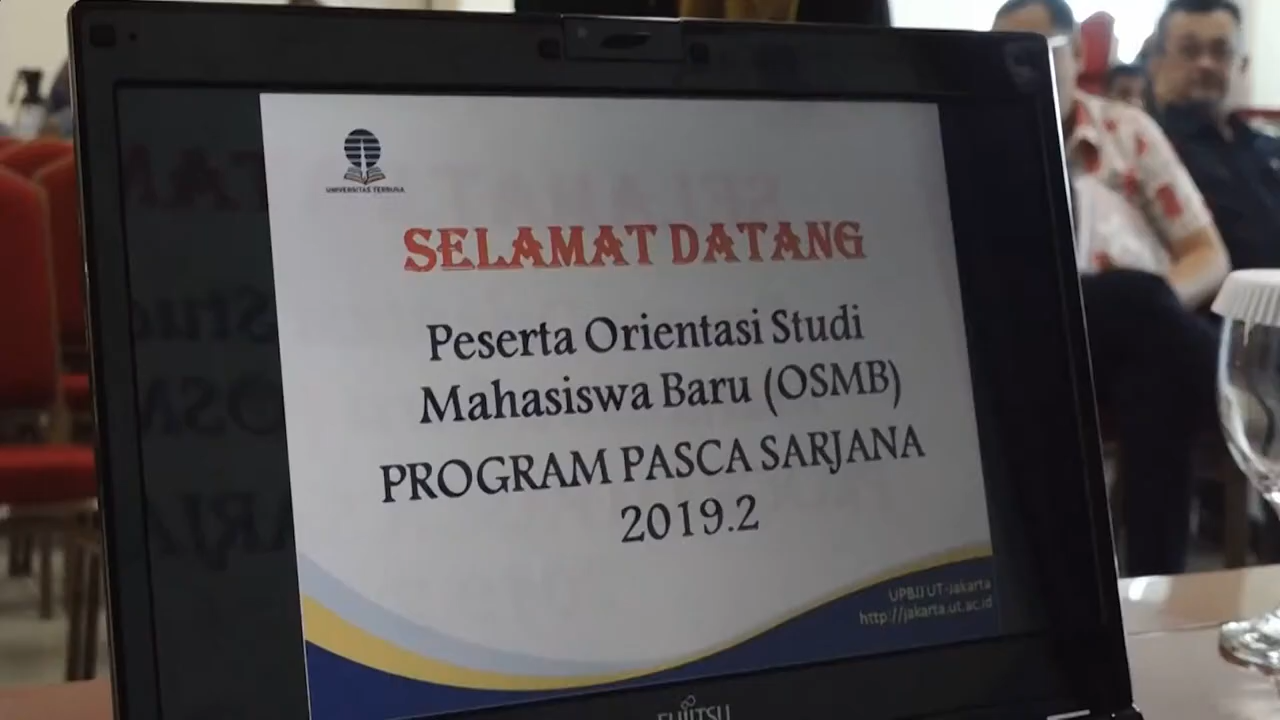 UNIVERSITAS TERBUKA
SELAMAT DATANG
Peserta Orientasi Studi
Mahasiswa Baru (OSMB)
PROGRAM PASCA SARJANA
2019.2
UPBJJ UT-Jakarta
http://jakarta.ut.ac.id
FUJITSU